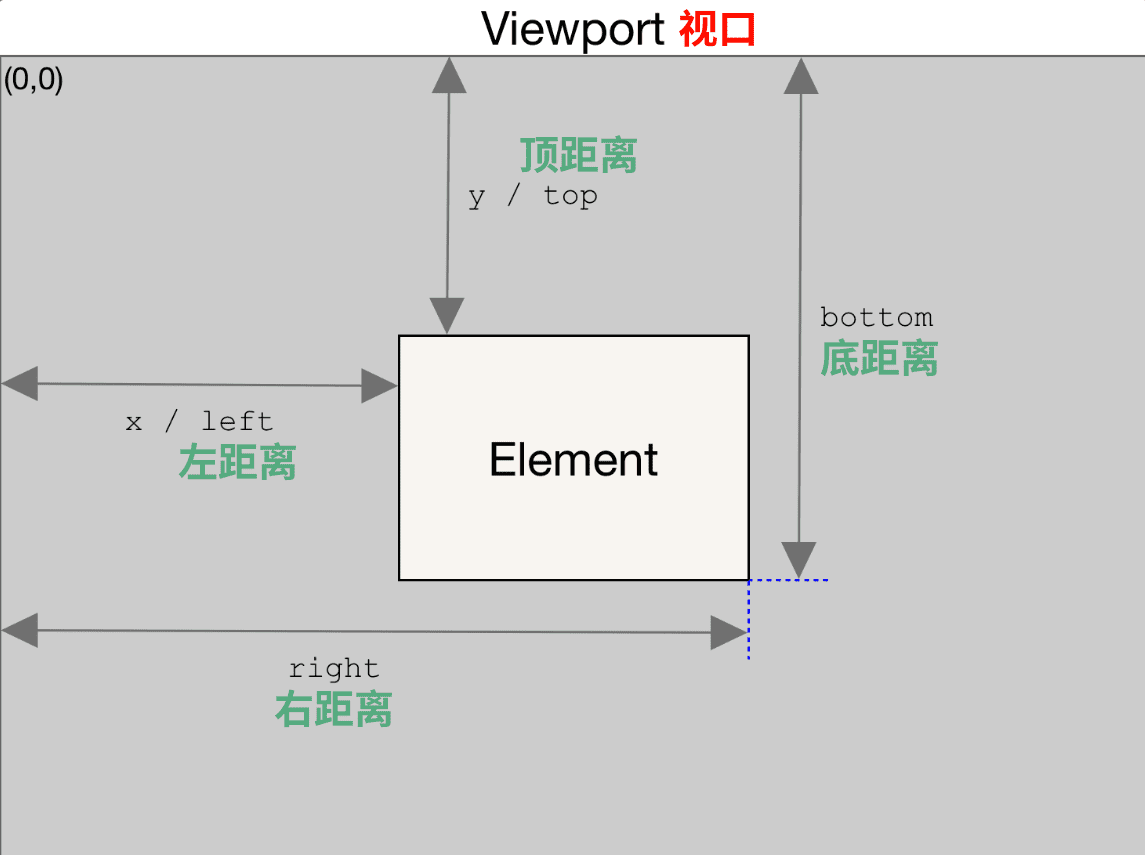 Viewport 视口
(0,0)
顶距离
y / top
bottom
底距离
x / left
左距离
Element
right
右距离